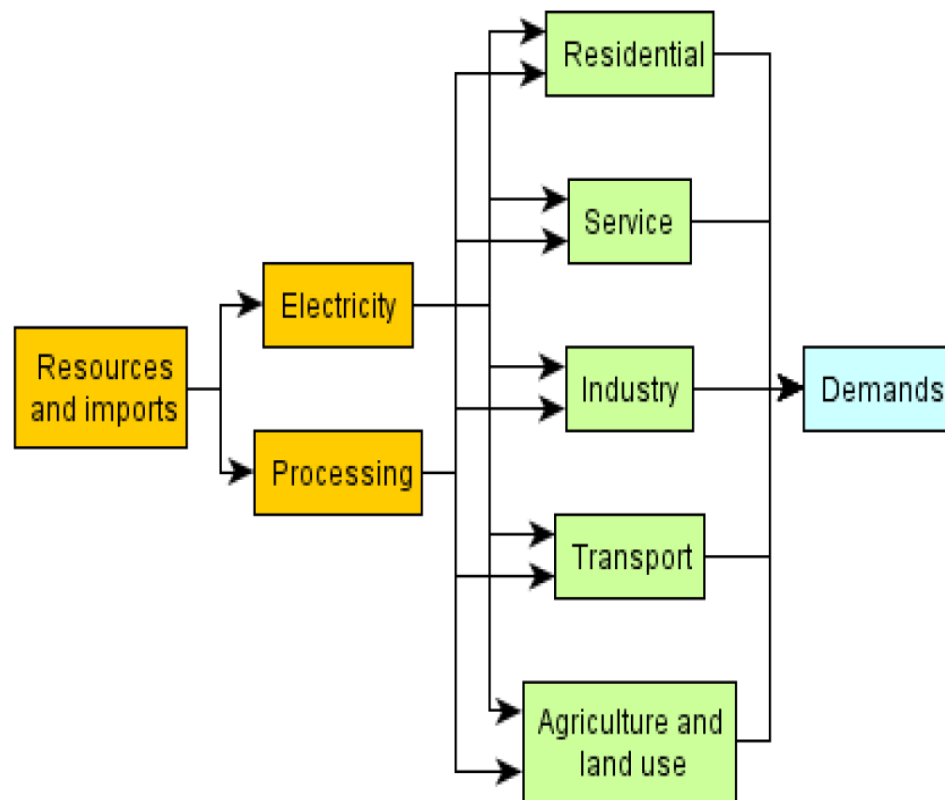 Residential
Service
Electricity
Resources
and imports
Industry
Demands
Processing
Transport
Agriculture and
land use